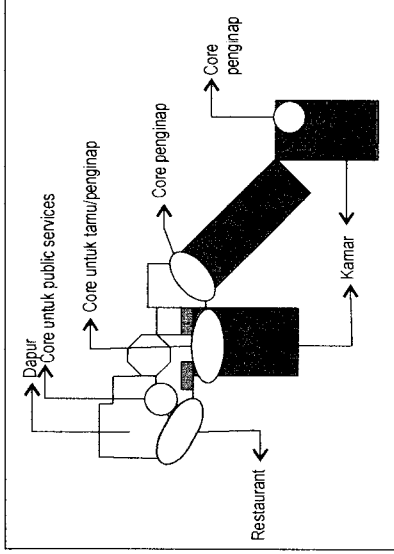 Dapur
Core untuk public services
Core untuk tamu/penginap
Core penginap
Core
penginap
Restaurant
Kamar